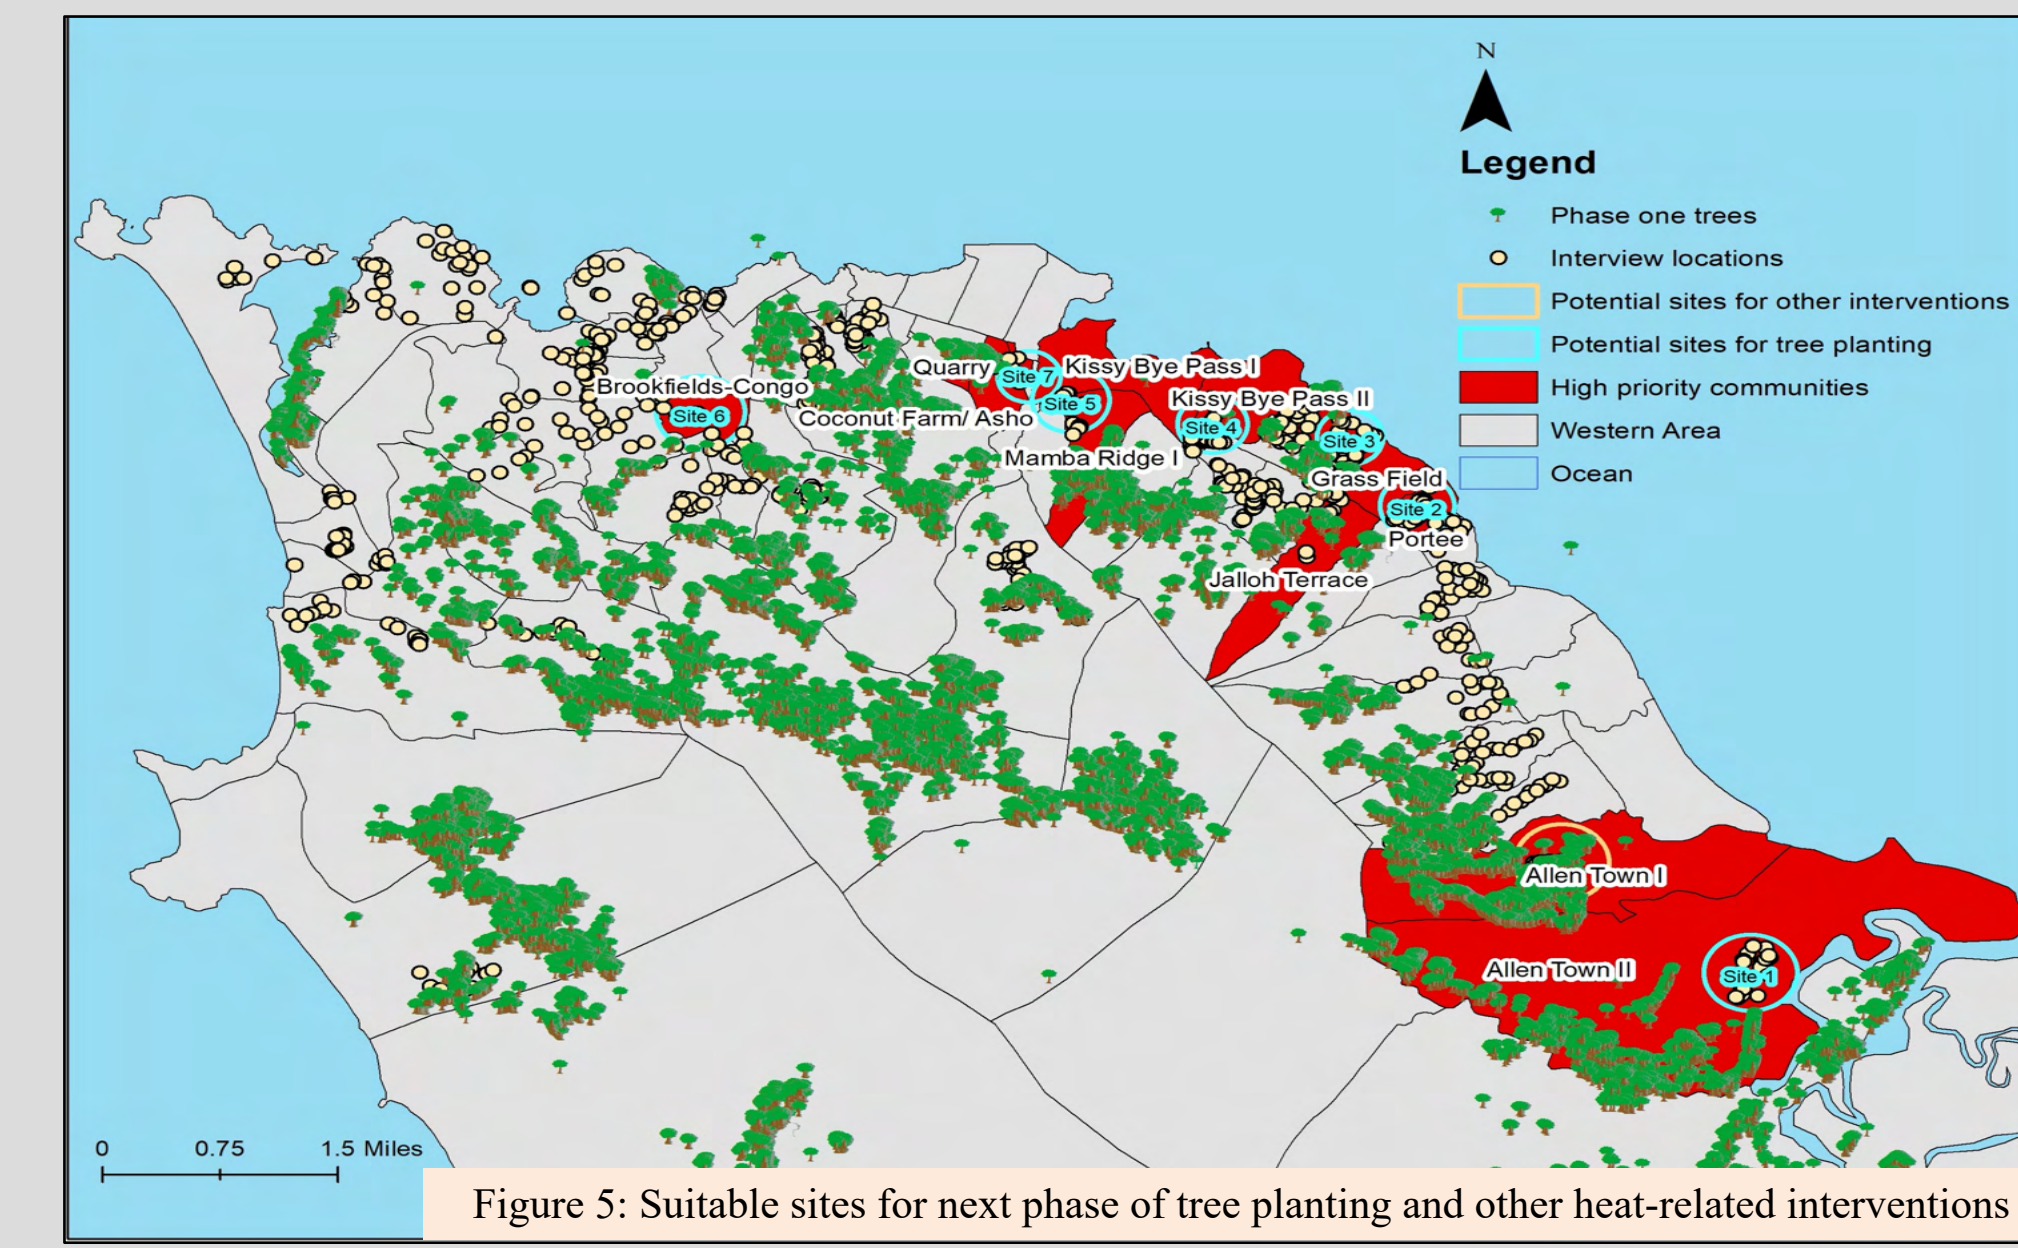 N
Legend
Phase one trees
Interview locations
Potential sites for other interventions
Potential sites for tree planting
High priority communities
Western Area
Ocean
Quarry
Site 7
Kissy Bye Pass I
Brookfields-Congo
Site 6
Site 5
Kissy Bye Pass II
Coconut Farm/ Asho
Site 4
Site 3
Mamba Ridge I
Grass Field
Site 2
Portee
Jalloh Terrace
Allen Town I
Allen Town II
Site 1
0 0.75 1.5 Miles
Figure 5: Suitable sites for next phase of tree planting and other heat-related interventions